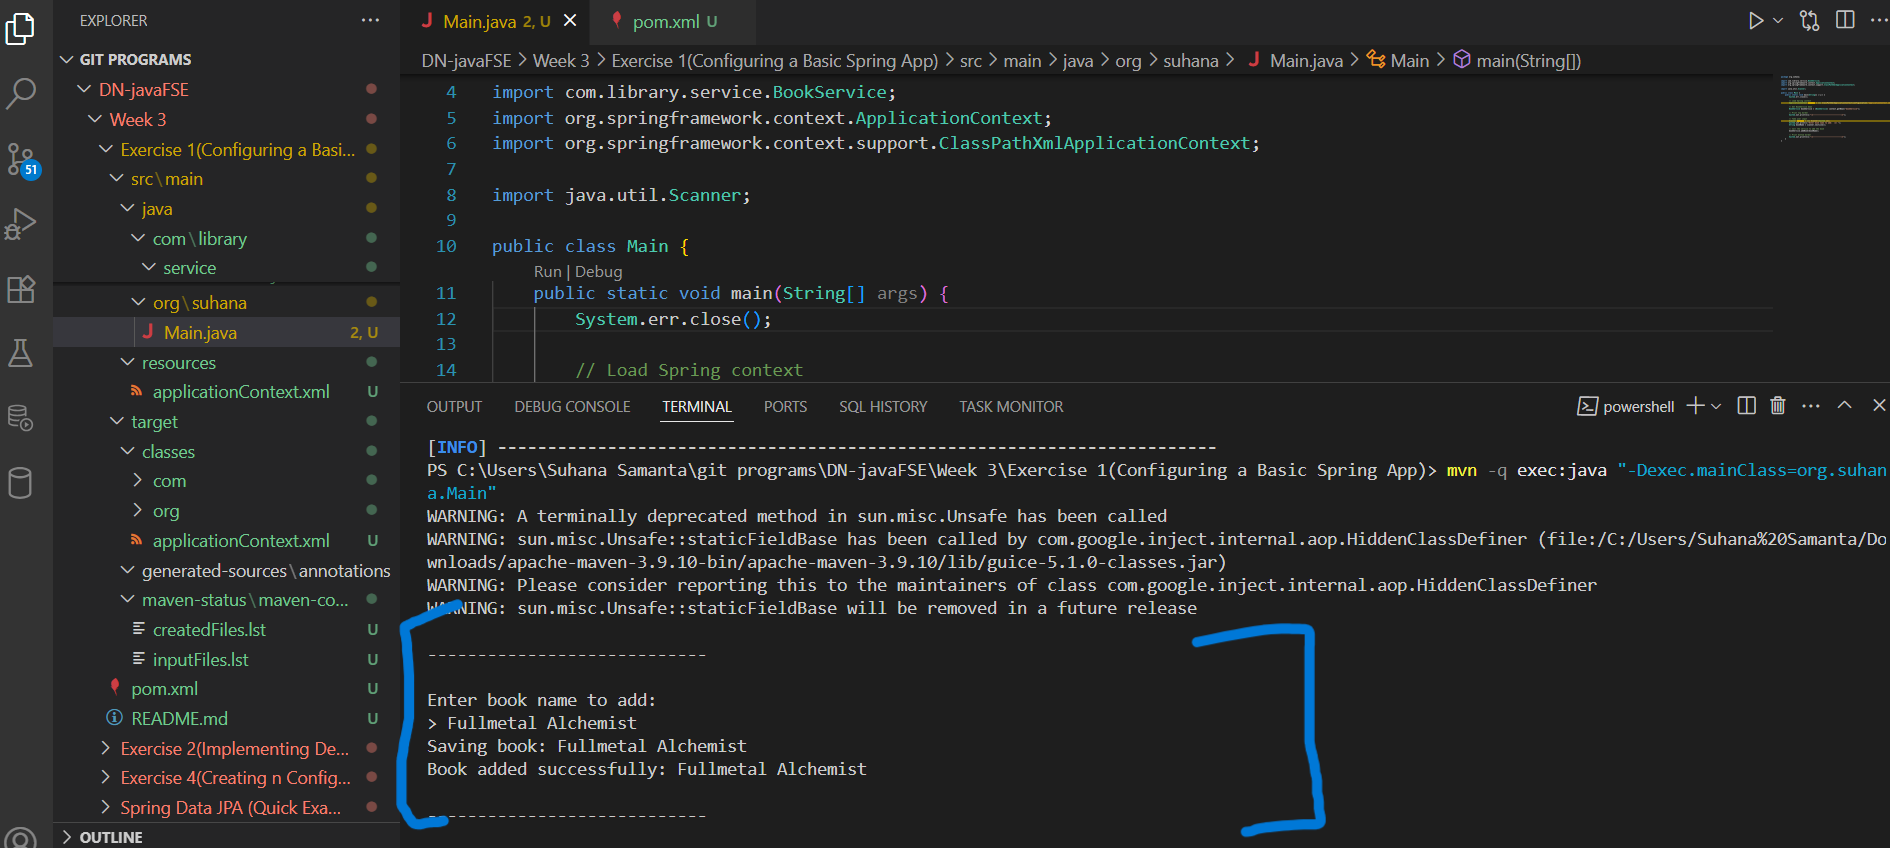 EXPLORER
GIT PROGRAMS
DN-javaFSE
Week 3
Exercise 1(Configuring a Basi...
src\main
java
com\library
service
org\suhana
Main.java 2, U
resources
applicationContext.xml U
target
classes
com
org
applicationContext.xml U
generated-sources\annotations
maven-status\maven-co...
createdFiles.lst U
inputFiles.lst U
pom.xml U
README.md U
Exercise 2(Implementing De...
Exercise 4(Creating n Config...
Spring Data JPA (Quick Exa...
OUTLINE
51
Main.java 2, U
pom.xml U
DN-javaFSE > Week 3 > Exercise 1(Configuring a Basic Spring App) > src > main > java > org > suhana > Main.java > Main > main(String[])
4 import com.library.service.BookService;
5 import org.springframework.context.ApplicationContext;
6 import org.springframework.context.support.ClassPathXmlApplicationContext;
7
8 import java.util.Scanner;
9
10 public class Main {
Run | Debug
11 public static void main(String[] args) {
12 System.err.close();
13
14 // Load Spring context
OUTPUT DEBUG CONSOLE TERMINAL PORTS SQL HISTORY TASK MONITOR
powershell
[INFO] ------------------------------------------------------------------------
PS C:\Users\Suhana Samanta\git programs\DN-javaFSE\Week 3\Exercise 1(Configuring a Basic Spring App)> mvn -q exec:java "-Dexec.mainClass=org.suhan
a.Main"
WARNING: A terminally deprecated method in sun.misc.Unsafe has been called
WARNING: sun.misc.Unsafe::staticFieldBase has been called by com.google.inject.internal.aop.HiddenClassDefiner (file:/C:/Users/Suhana%20Samanta/Do
wnloads/apache-maven-3.9.10-bin/apache-maven-3.9.10/lib/guice-5.1.0-classes.jar)
WARNING: Please consider reporting this to the maintainers of class com.google.inject.internal.aop.HiddenClassDefiner
WARNING: sun.misc.Unsafe::staticFieldBase will be removed in a future release
----------------------------
Enter book name to add:
> Fullmetal Alchemist
Saving book: Fullmetal Alchemist
Book added successfully: Fullmetal Alchemist
----------------------------